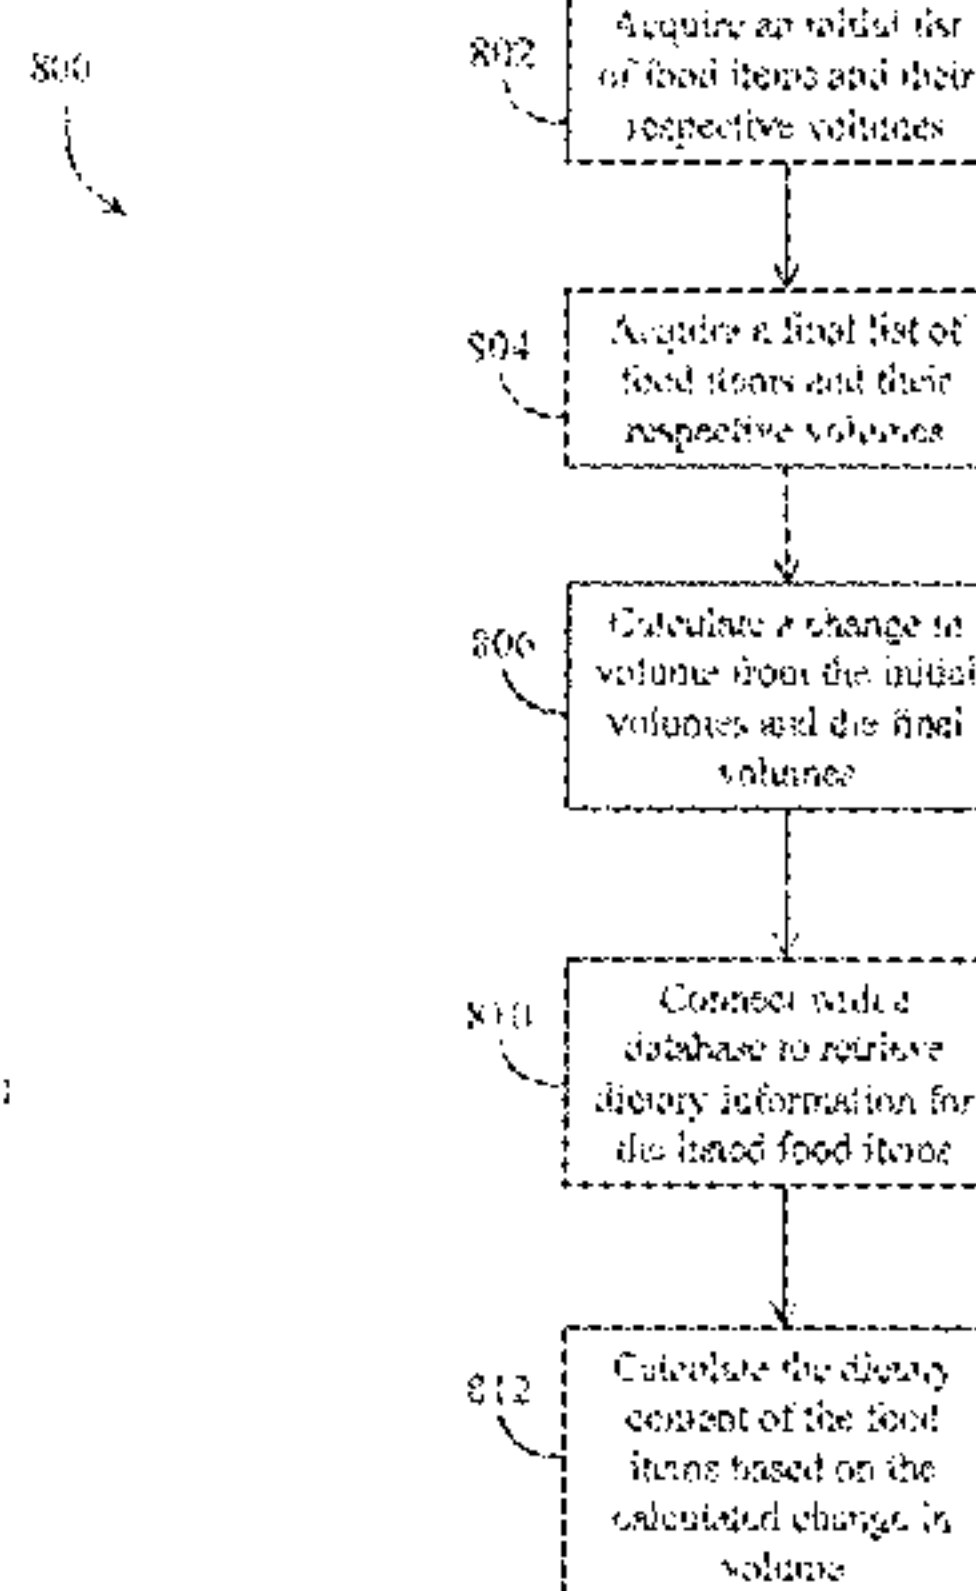 800
802
Acquire an initial list
of food items and their
respective volumes
804
Acquire a final list of
food items and their
respective volumes
806
Calculate a change in
volume from the initial
volumes and the final
volumes
810
Connect with a
database to retrieve
dietary information for
the listed food items
812
Calculate the dietary
content of the food
items based on the
calculated change in
volume